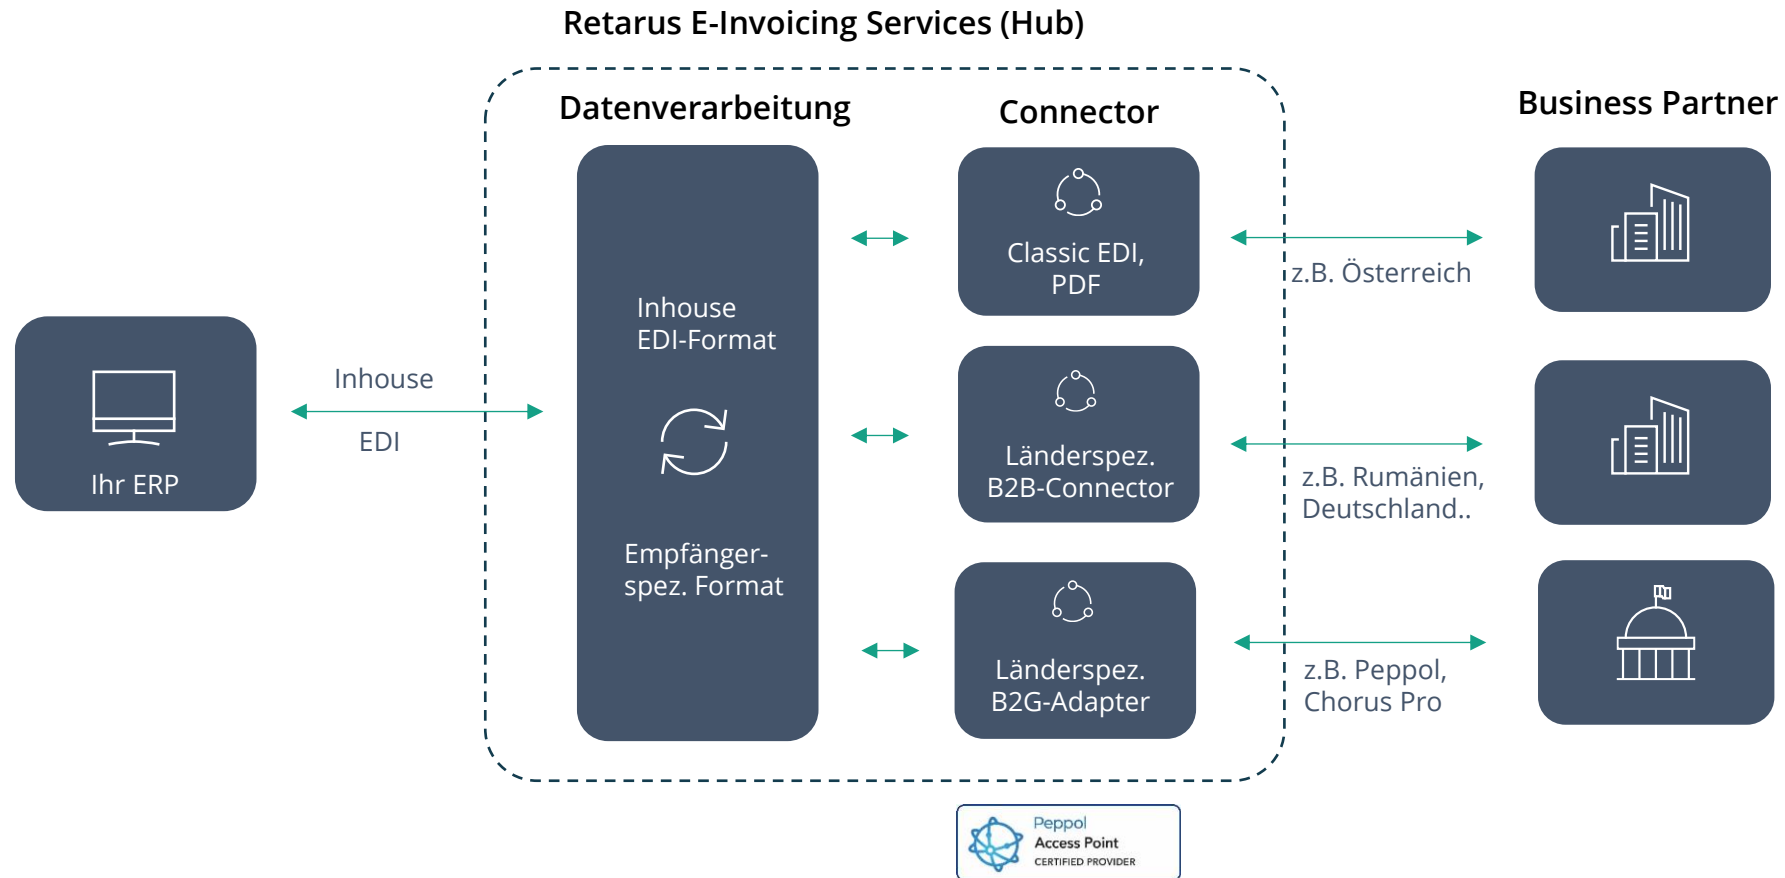 Retarus E-Invoicing Services (Hub)
Datenverarbeitung
Connector
Business Partner
Ihr ERP
Inhouse
EDI
Inhouse
EDI-Format
Empfänger-
spez. Format
Classic EDI,
PDF
z.B. Österreich
Länderspez.
B2B-Connector
z.B. Rumänien,
Deutschland..
Länderspez.
B2G-Adapter
z.B. Peppol,
Chorus Pro
Peppol
Access Point
CERTIFIED PROVIDER